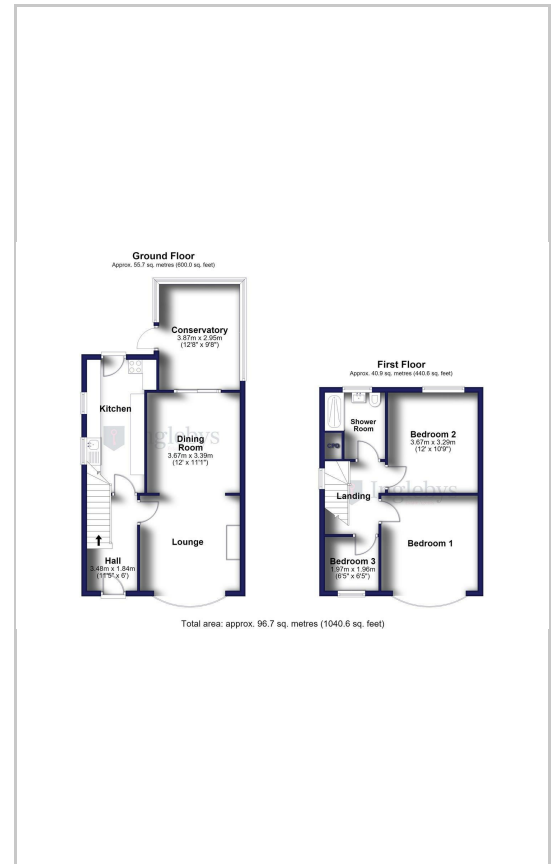 Ground Floor
Approx. 55.7 sq. metres (600.0 sq. feet)
Conservatory
3.87m x 2.95m
(12'8" x 9'8")
Kitchen
Inglebys
Dining
Room
3.67m x 3.39m
(12' x 11'1")
Lounge
Hall
3.48m x 1.84m
(11'5" x 6')
First Floor
Approx. 40.9 sq. metres (440.6 sq. feet)
Shower
Room
CPD
Bedroom 2
3.67m x 3.29m
(12' x 10'9")
Landing
Inglebys
Bedroom 1
Bedroom 3
1.97m x 1.96m
(6'5" x 6'5")
Total area: approx. 96.7 sq. metres (1040.6 sq. feet)